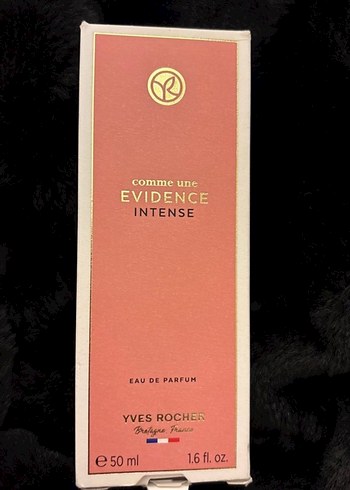 comme une
EVIDENCE
INTENSE
EAU DE PARFUM
YVES ROCHER
Bretagne France
℮ 50 ml 1.6 fl. oz.